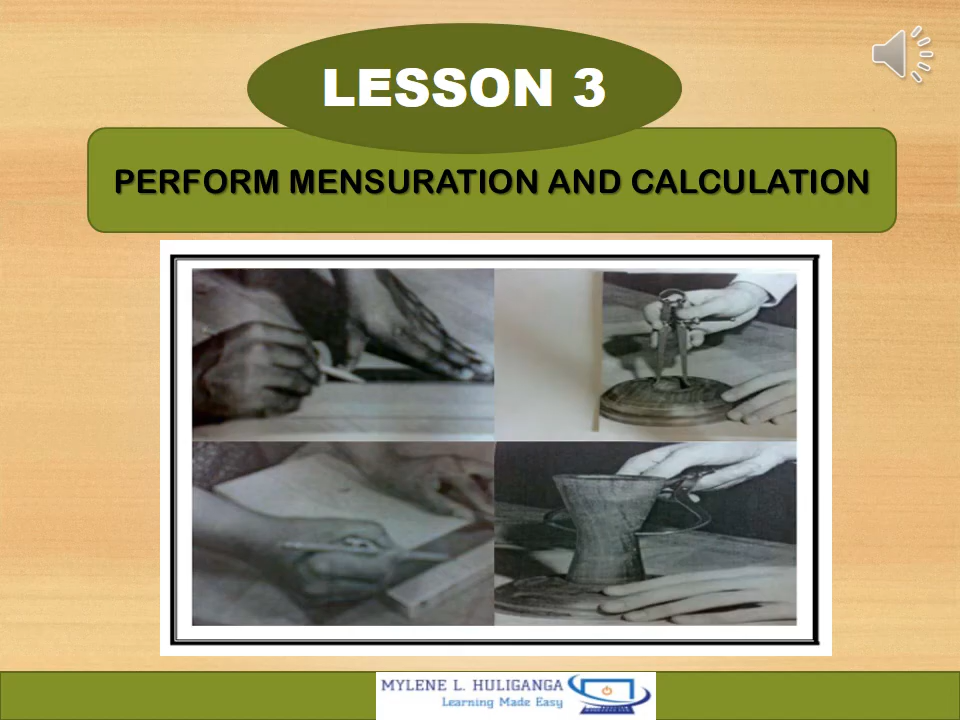 LESSON 3
PERFORM MENSURATION AND CALCULATION
MYLENE L. HULIGANGA
Learning Made Easy